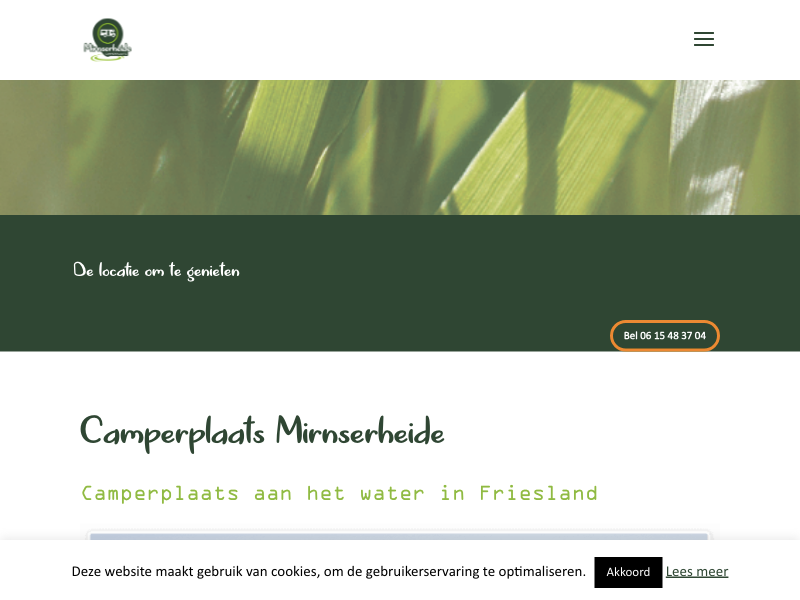 Mirnserheide
De locatie om te genieten
Bel 06 15 48 37 04
Camperplaats Mirnserheide
Camperplaats aan het water in Friesland
Deze website maakt gebruik van cookies, om de gebruikerservaring te optimaliseren. Akkoord Lees meer